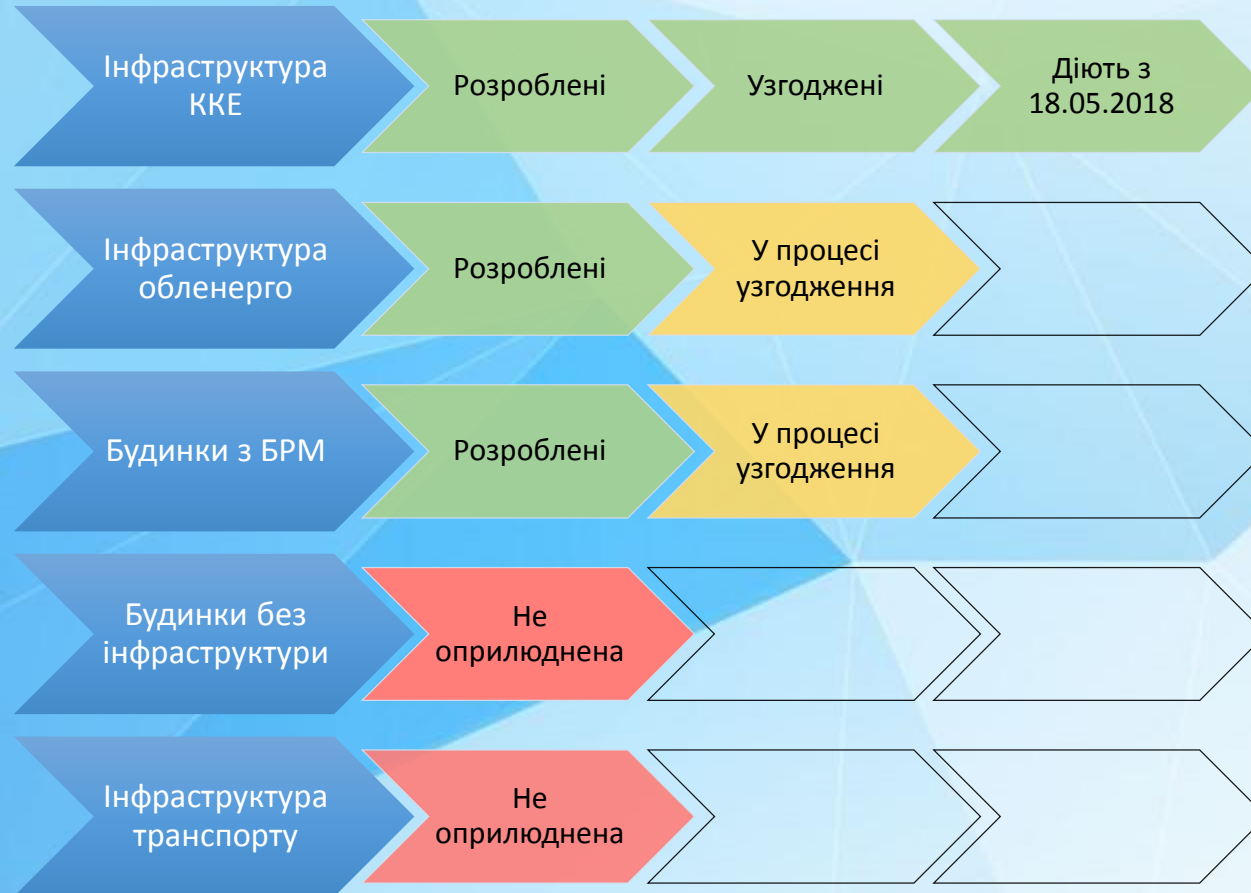 Інфраструктура
ККЕ
Розроблені
Узгоджені
Діють з
18.05.2018
Інфраструктура
обленерго
Розроблені
У процесі
узгодження
Будинки з БРМ
Розроблені
У процесі
узгодження
Будинки без
інфраструктури
Не
оприлюднена
Інфраструктура
транспорту
Не
оприлюднена